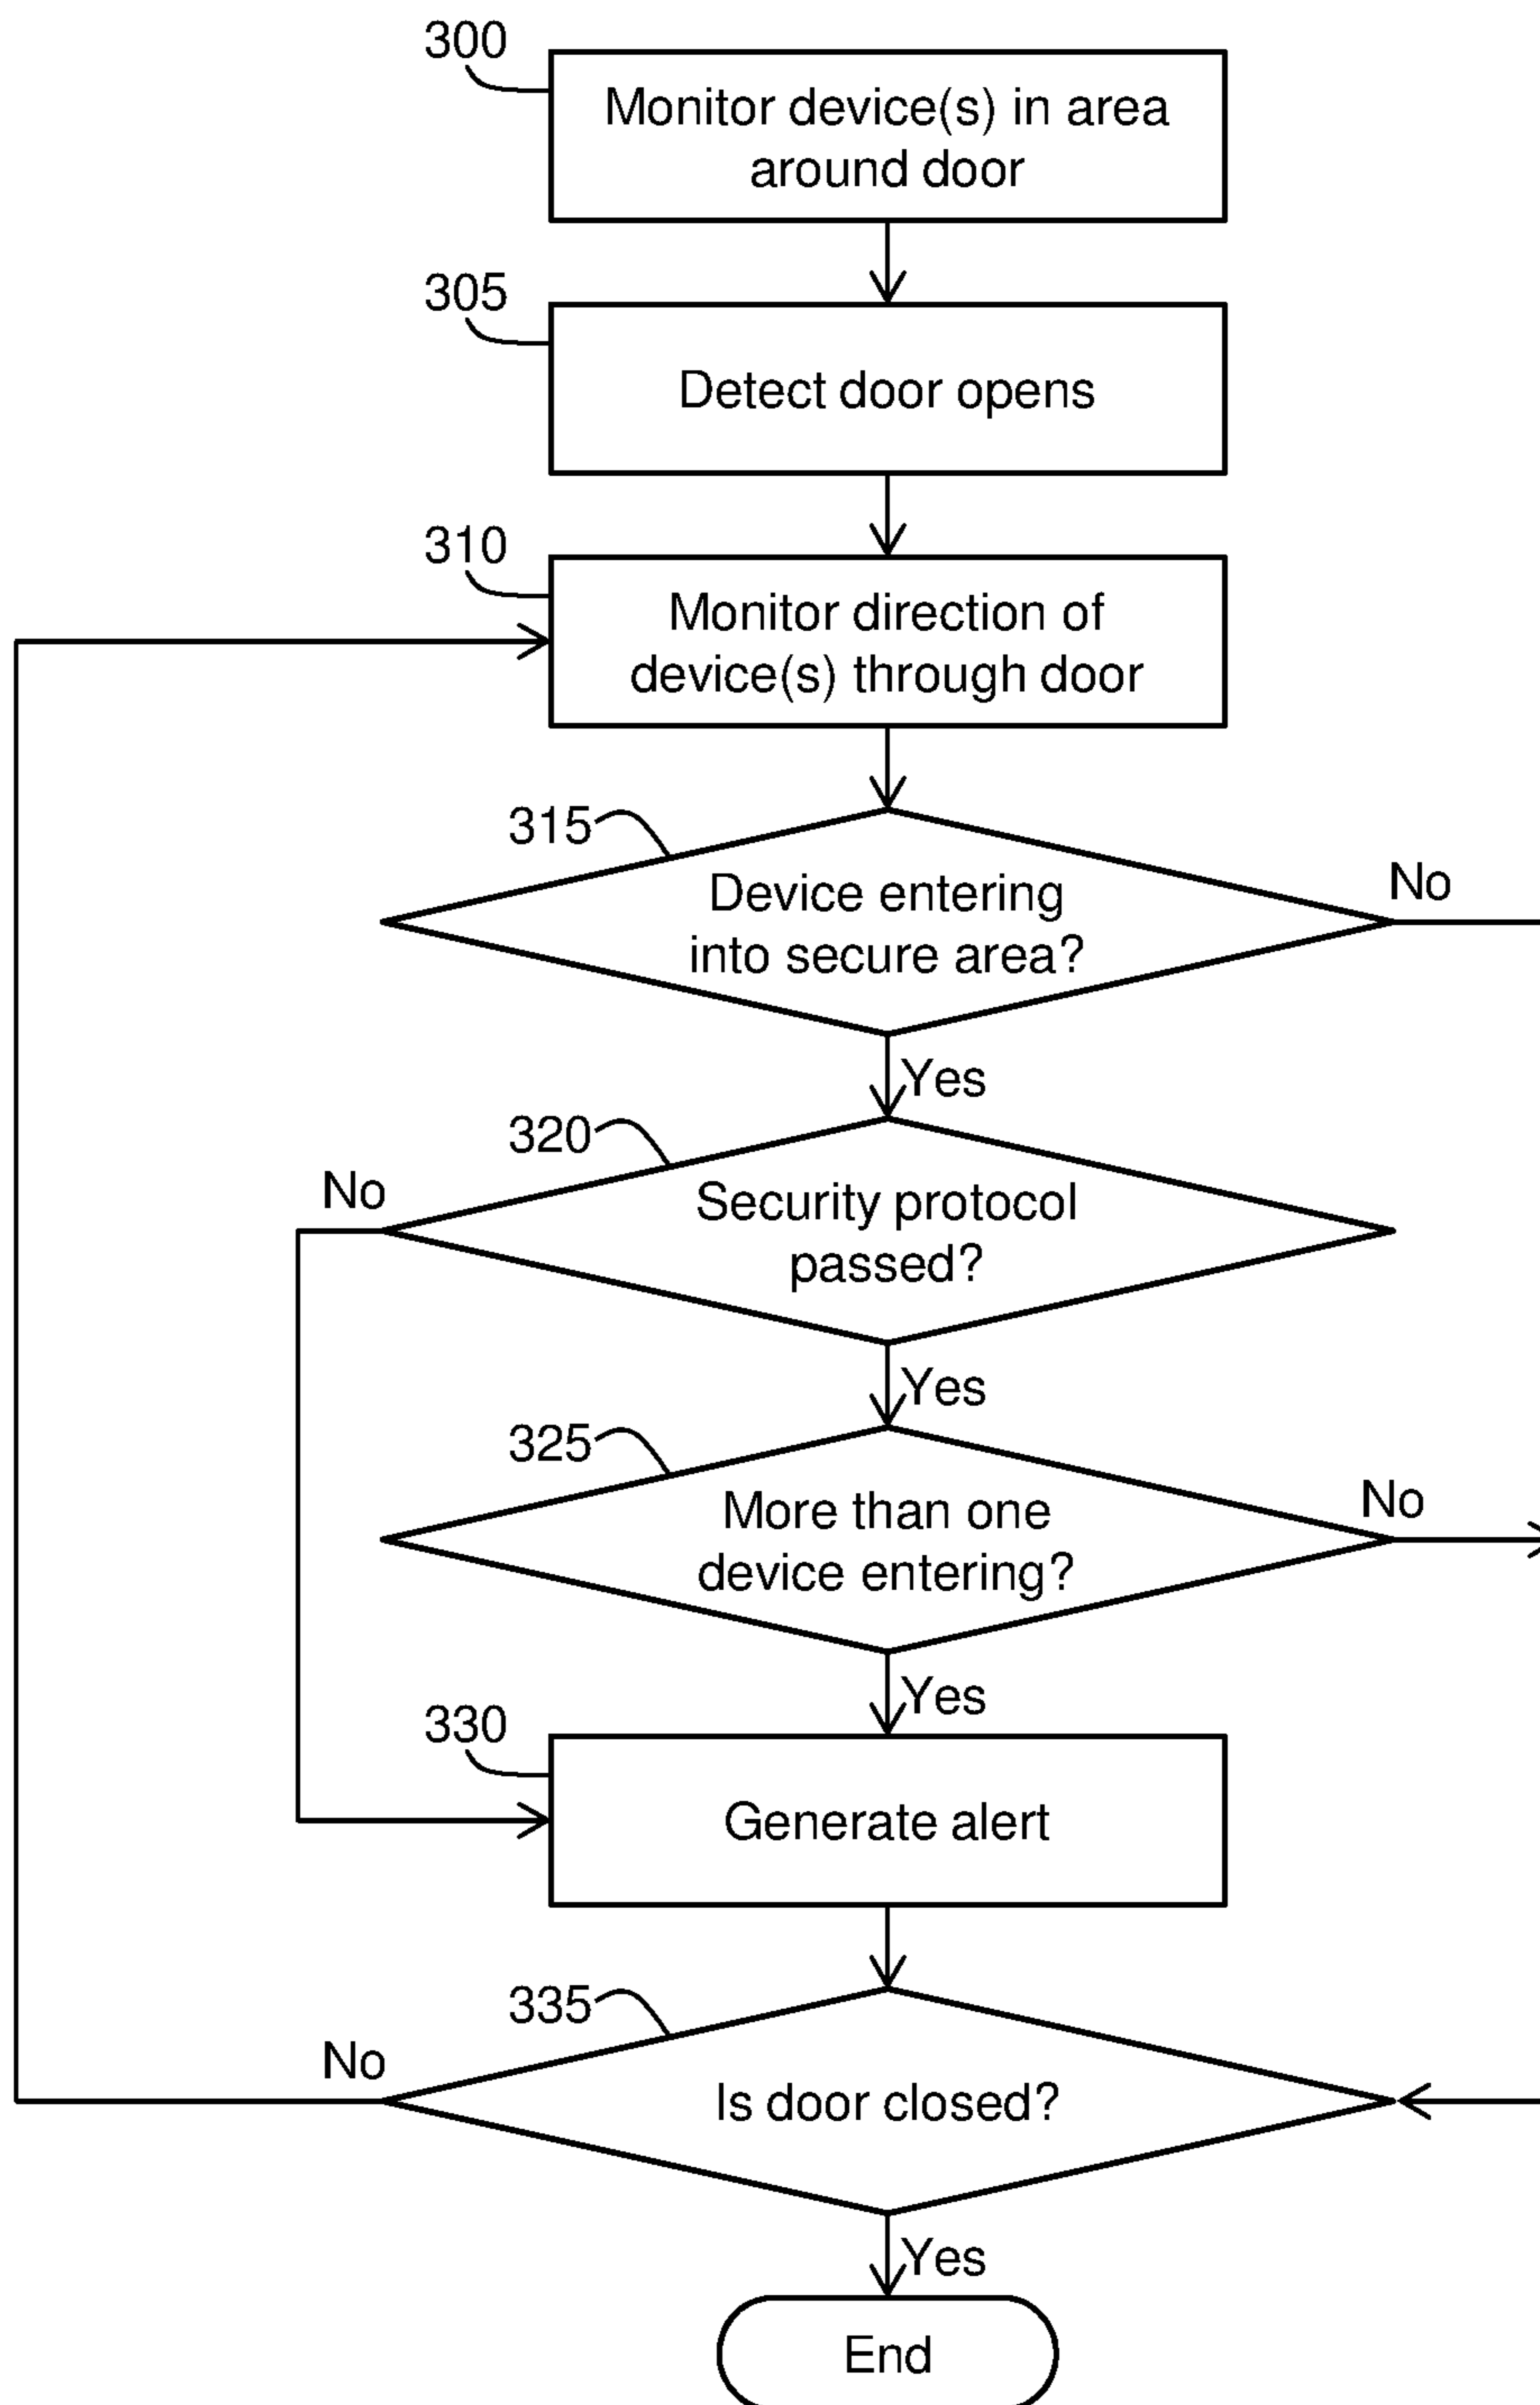 300
Monitor device(s) in area
around door
305
Detect door opens
310
Monitor direction of
device(s) through door
315
Device entering
into secure area?
No
Yes
320
No
Security protocol
passed?
Yes
325
More than one
device entering?
No
Yes
330
Generate alert
335
No
Is door closed?
Yes
End